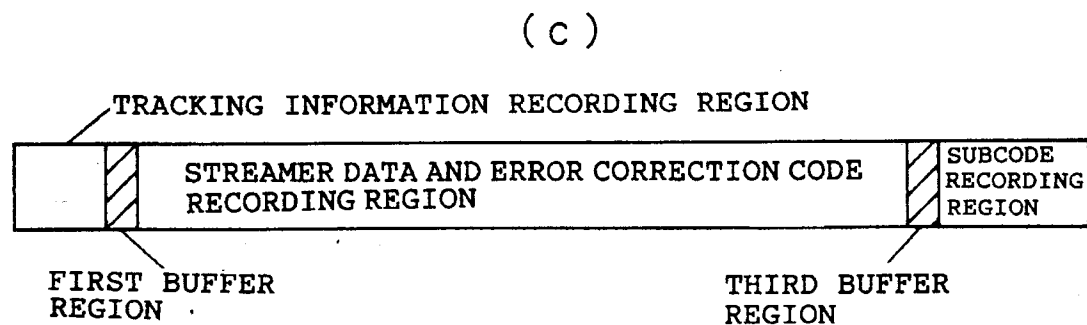 ( C )
TRACKING INFORMATION RECORDING REGION
STREAMER DATA AND ERROR CORRECTION CODE
RECORDING REGION
SUBCODE
RECORDING
REGION
FIRST BUFFER
REGION
THIRD BUFFER
REGION